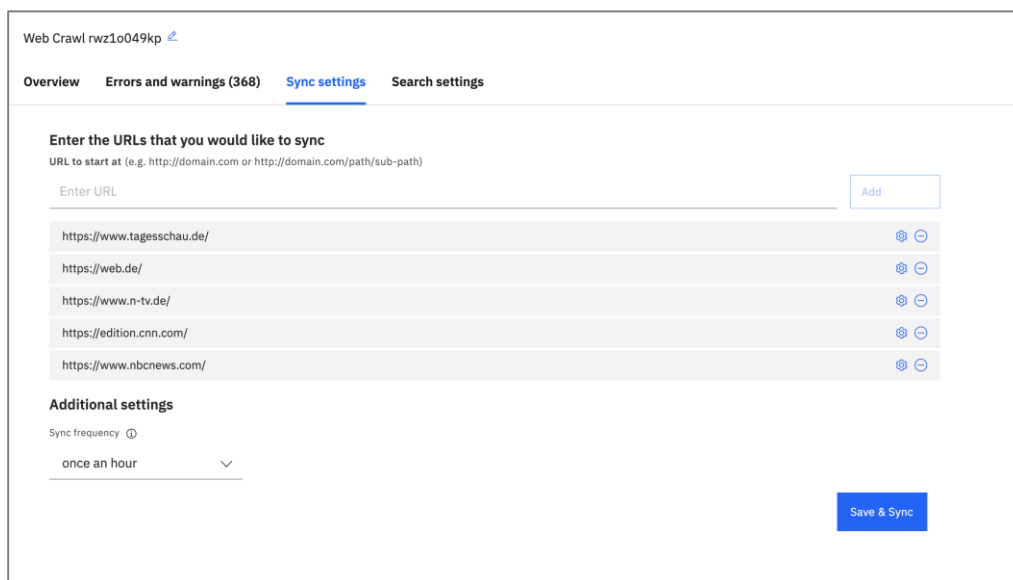 Web Crawl rwz1o049kp
Overview Errors and warnings (368) Sync settings Search settings
Enter the URLs that you would like to sync
URL to start at (e.g. http://domain.com or http://domain.com/path/sub-path)
Enter URL Add
https://www.tagesschau.de/
https://web.de/
https://www.n-tv.de/
https://edition.cnn.com/
https://www.nbcnews.com/
Additional settings
Sync frequency
once an hour
Save & Sync